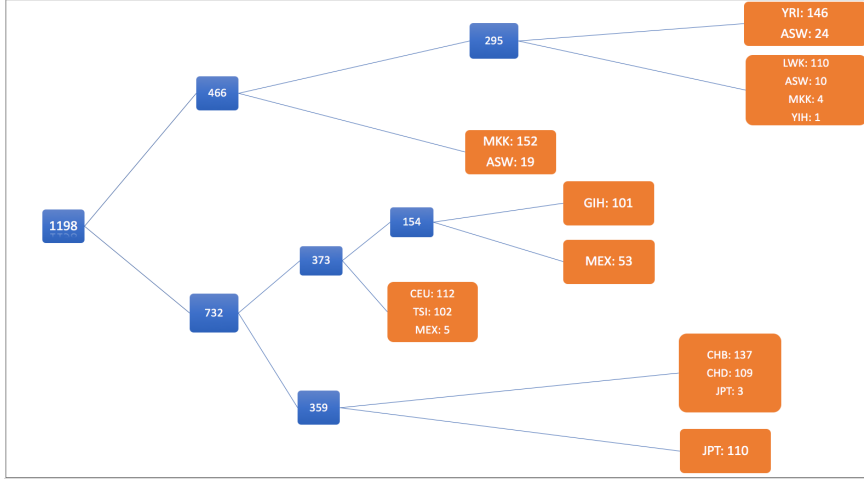 YRI: 146
ASW: 24
295
LWK: 110
ASW: 10
MKK: 4
YIH: 1
466
MKK: 152
ASW: 19
GIH: 101
154
1198
373
MEX: 53
CEU: 112
TSI: 102
MEX: 5
732
CHB: 137
CHD: 109
JPT: 3
359
JPT: 110